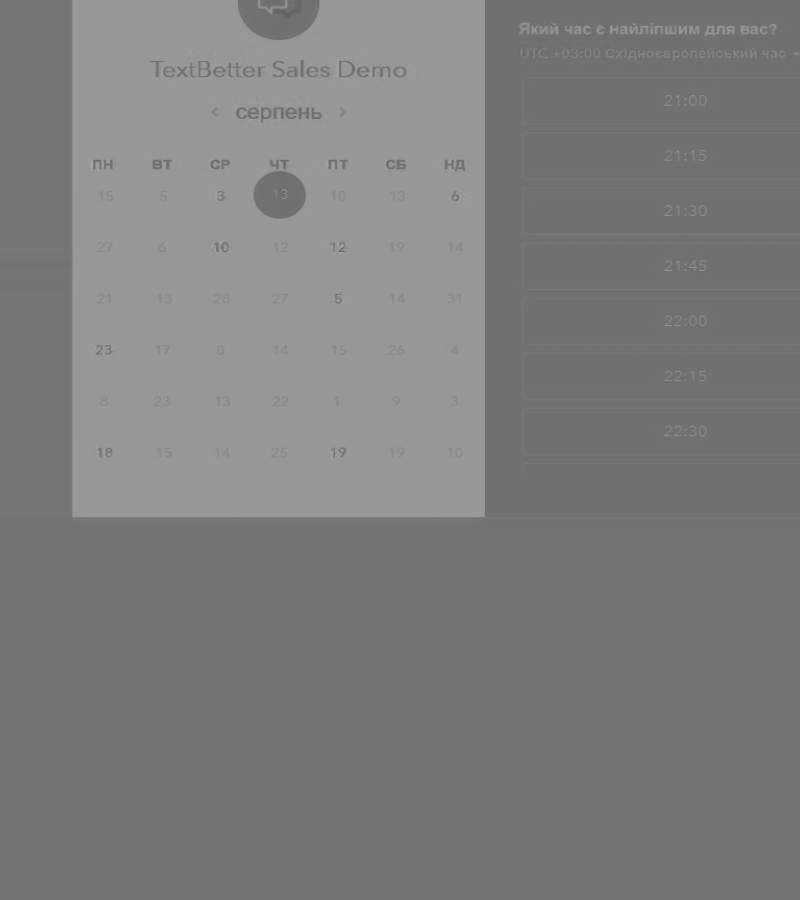 TextBetter Sales Demo
‹ серпень ›
ПН ВТ СР ЧТ ПТ СБ НД
15 5 3 13 10 13 6
27 6 10 12 12 19 14
21 13 28 27 5 14 31
23 17 8 14 15 26 4
8 23 13 22 1 9 3
18 15 14 25 19 19 10
Який час є найліпшим для вас?
UTC +03:00 Східноєвропейський час
21:00
21:15
21:30
21:45
22:00
22:15
22:30